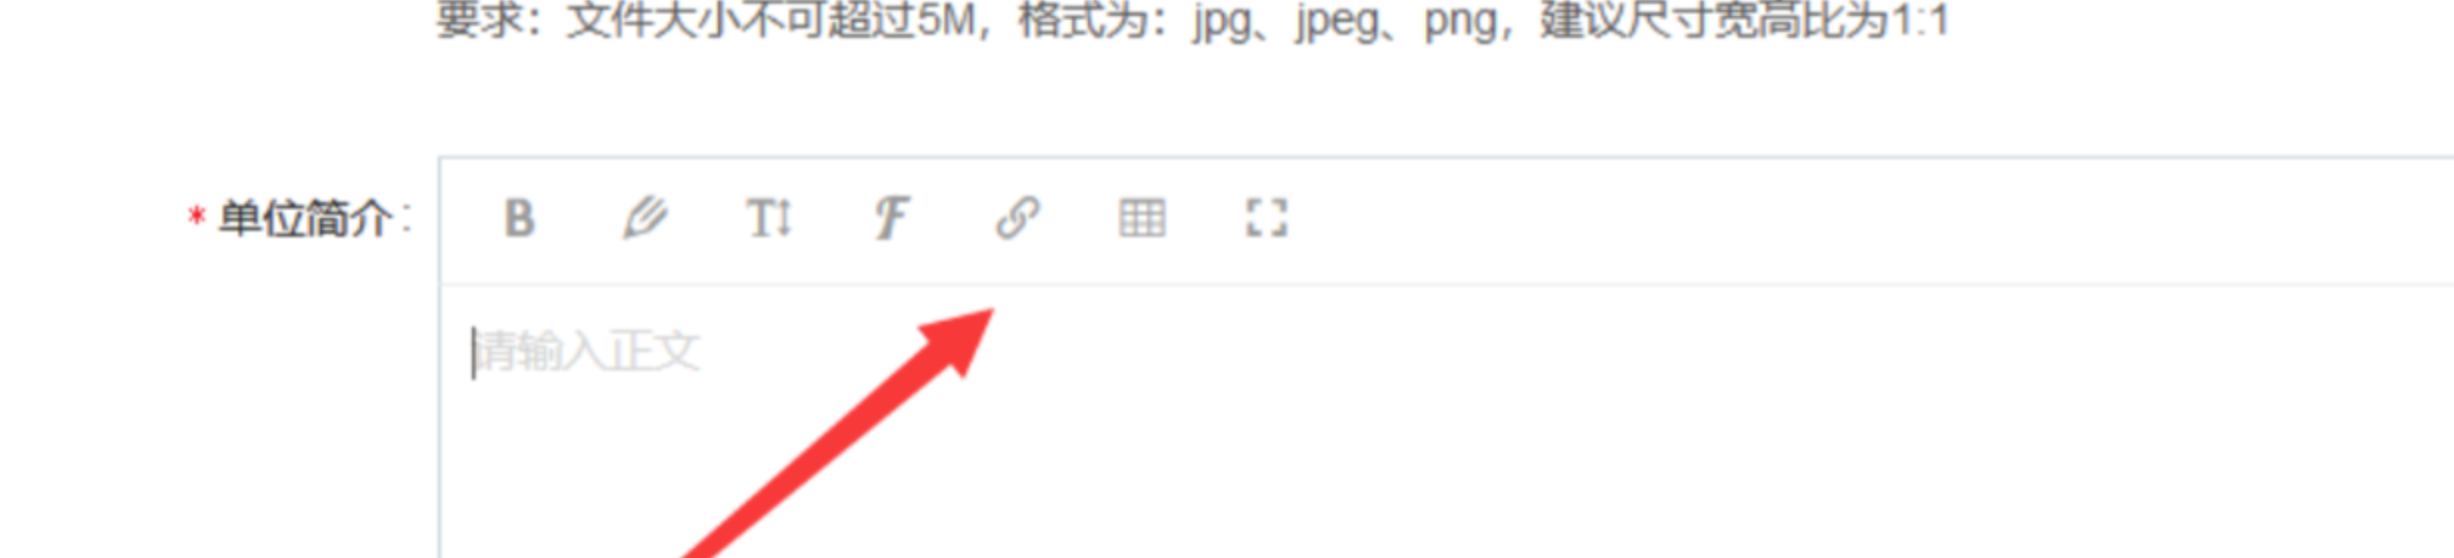 要求：文件大小不可超过5M，格式为：jpg、jpeg、png，建议尺寸宽高比为1:1
* 单位简介：
请输入正文